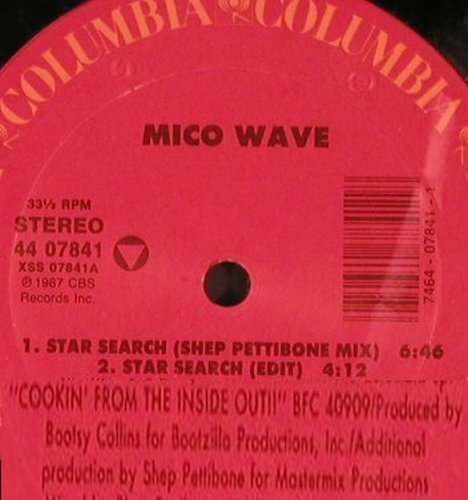 COLUMBIA COLUMBIA
MICO WAVE
33⅓ RPM
STEREO
44 07841
XSS 07841A
℗ 1987 CBS
Records Inc.
7464 - 07841 - 1
1. STAR SEARCH (SHEP PETTIBONE MIX) 6:46
2. STAR SEARCH (EDIT) 4:12
"COOKIN' FROM THE INSIDE OUT!!" BFC 40909/Produced by
Bootsy Collins for Bootzilla Productions, Inc./Additional
production by Shep Pettibone for Mastermix Productions